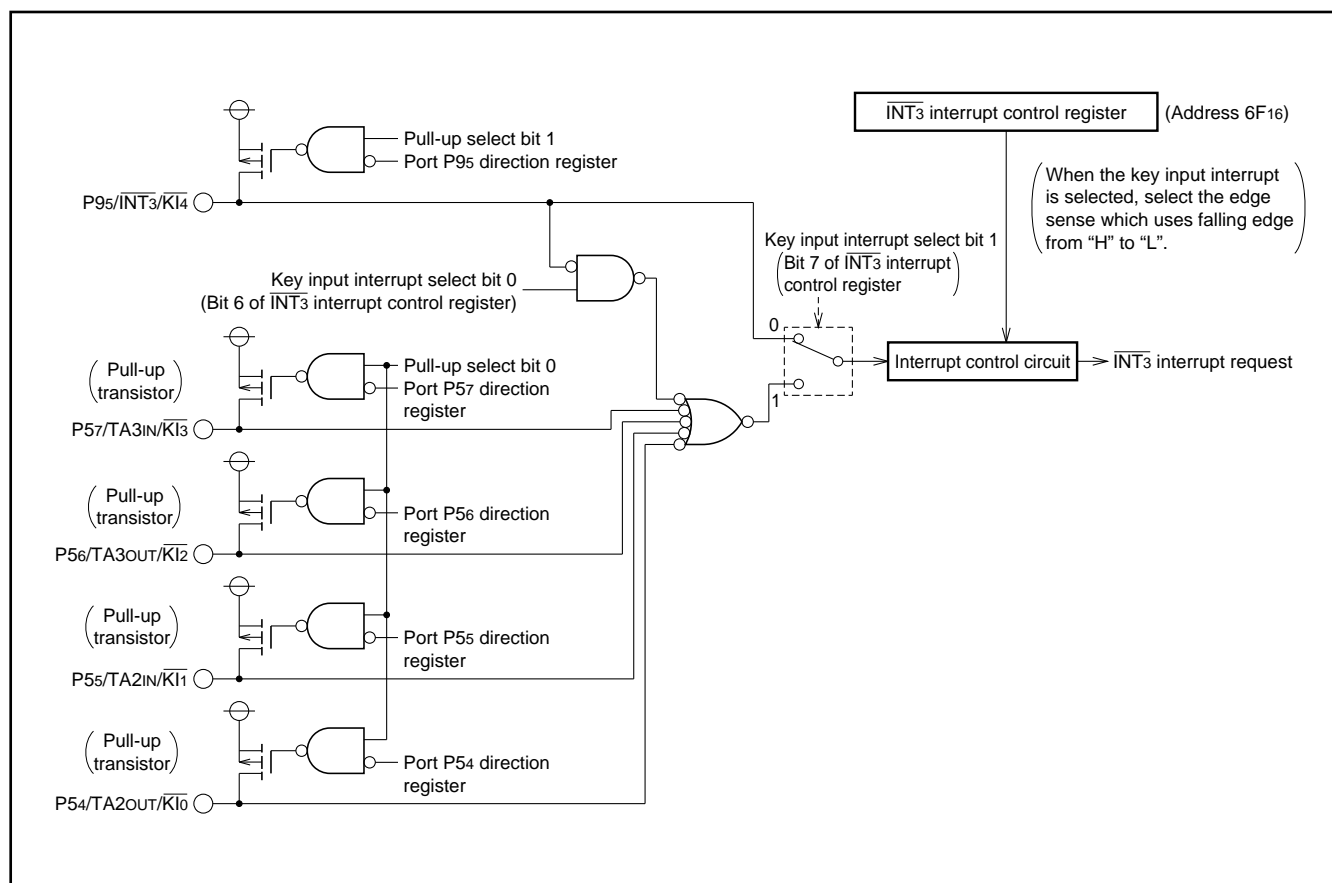 Pull-up select bit 1
Port P95 direction register
P95/INT3/KI4
INT3 interrupt control register
(Address 6F16)
When the key input interrupt
is selected, select the edge
sense which uses falling edge
from “H” to “L”.
Key input interrupt select bit 1
(Bit 7 of INT3 interrupt
control register)
Key input interrupt select bit 0
(Bit 6 of INT3 interrupt control register)
0
1
Interrupt control circuit
INT3 interrupt request
(Pull-up
transistor)
Pull-up select bit 0
Port P57 direction
register
P57/TA3IN/KI3
(Pull-up
transistor)
Port P56 direction
register
P56/TA3OUT/KI2
(Pull-up
transistor)
Port P55 direction
register
P55/TA2IN/KI1
(Pull-up
transistor)
Port P54 direction
register
P54/TA2OUT/KI0